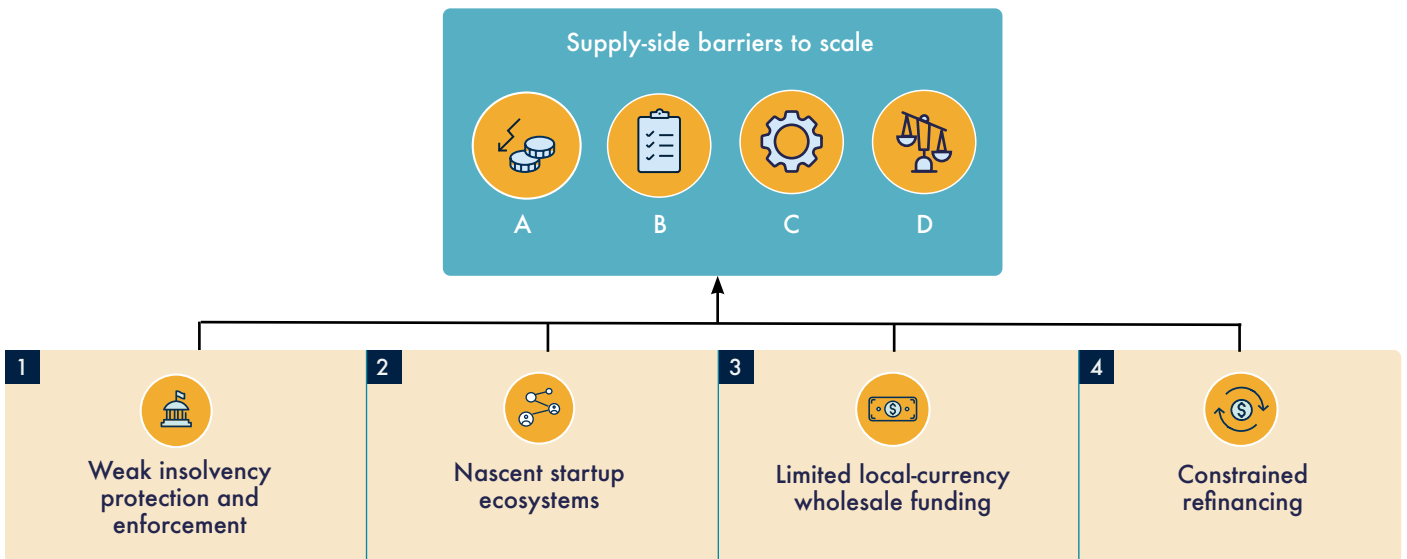 Supply-side barriers to scale
A
B
C
D
1
Weak insolvency
protection and
enforcement
2
Nascent startup
ecosystems
3
Limited local-currency
wholesale funding
4
Constrained
refinancing